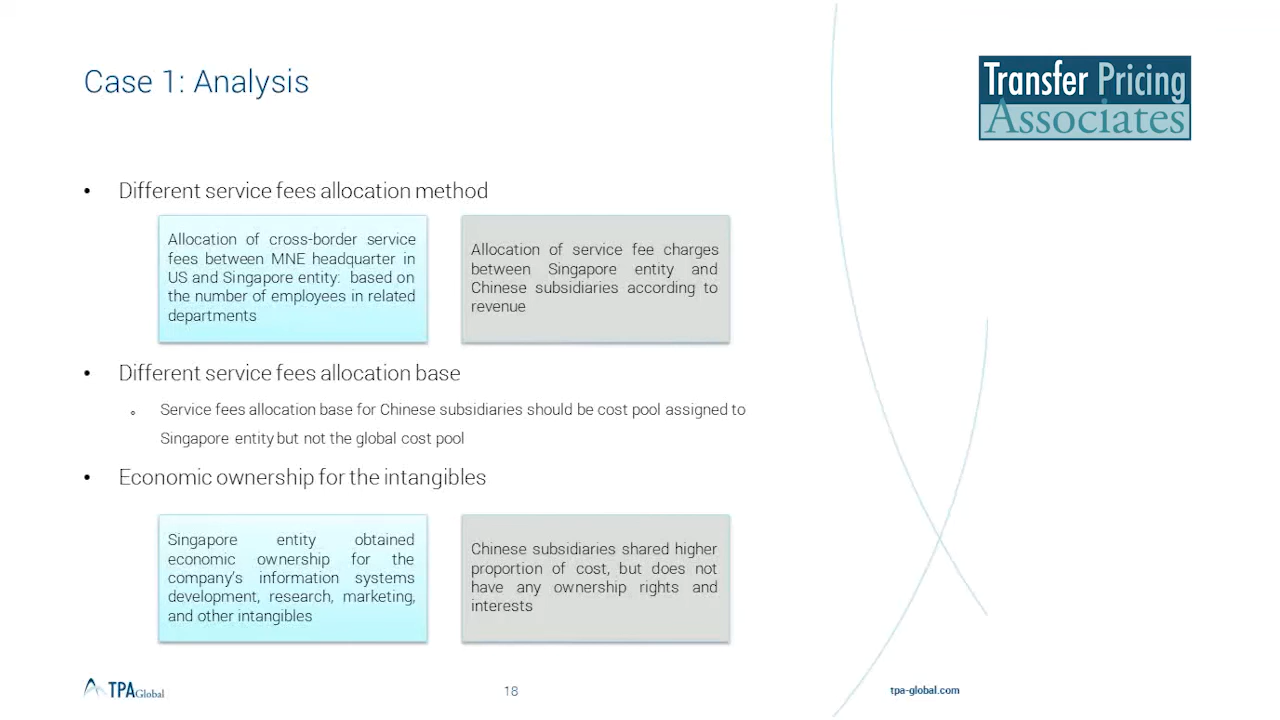 Case 1: Analysis
Transfer Pricing
Associates
• Different service fees allocation method
Allocation of cross-border service
fees between MNE headquarter in
US and Singapore entity: based on
the number of employees in related
departments
Allocation of service fee charges
between Singapore entity and
Chinese subsidiaries according to
revenue
• Different service fees allocation base
Service fees allocation base for Chinese subsidiaries should be cost pool assigned to
Singapore entity but not the global cost pool
• Economic ownership for the intangibles
Singapore entity obtained
economic ownership for the
company's information systems
development, research, marketing,
and other intangibles
Chinese subsidiaries shared higher
proportion of cost, but does not
have any ownership rights and
interests
TPA Global
18
tpa-global.com